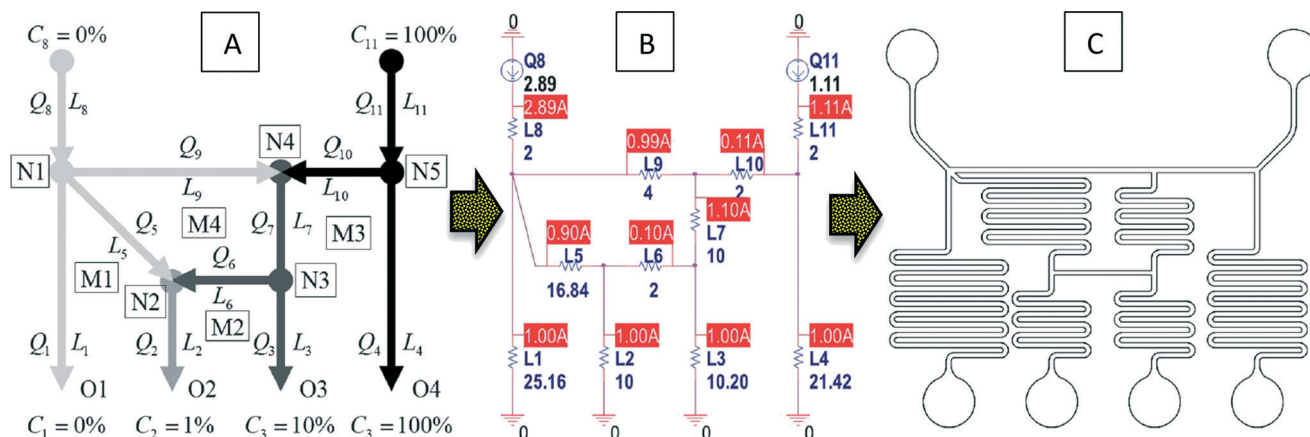 A
B
C
C₈ = 0%
C₁₁ = 100%
Q₈ L₈
Q₁₁ L₁₁
N1
Q₉
N4
Q₁₀
N5
L₉
L₁₀
Q₅
M4
Q₇ L₇
M3
L₅
Q₆
M1
N2
L₆
N3
M2
Q₁ L₁
Q₂ L₂
Q₃ L₃
Q₄ L₄
O1
O2
O3
O4
C₁ = 0%
C₂ = 1%
C₃ = 10%
C₃ = 100%
0
0
Q8
2.89
Q11
1.11
2.89A
L8
2
1.11A
L11
2
0.99A
L9
4
0.11A
L10
2
1.10A
L7
10
0.90A
L5
16.84
0.10A
L6
2
1.00A
L1
25.16
1.00A
L2
10
1.00A
L3
10.20
1.00A
L4
21.42
0
0
0
0